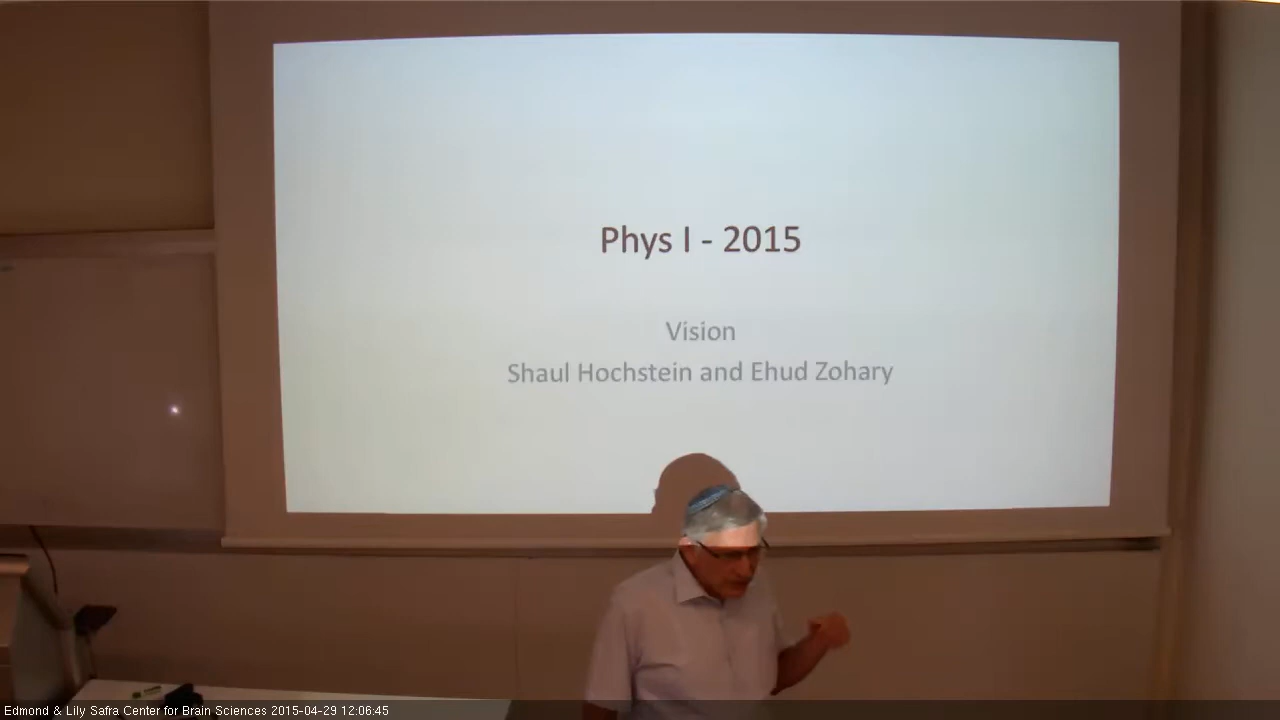 Phys I - 2015
Vision
Shaul Hochstein and Ehud Zohary
Edmond & Lily Safra Center for Brain Sciences 2015-04-29 12:06:45